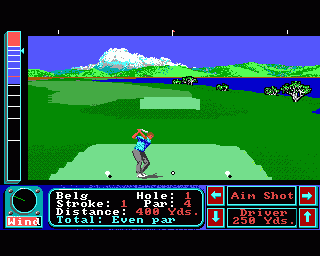 Belg Hole: 1
Stroke: 1 Par: 4
Distance: 400 Yds.
Total: Even par
Wind
Aim Shot
Driver
250 Yds.